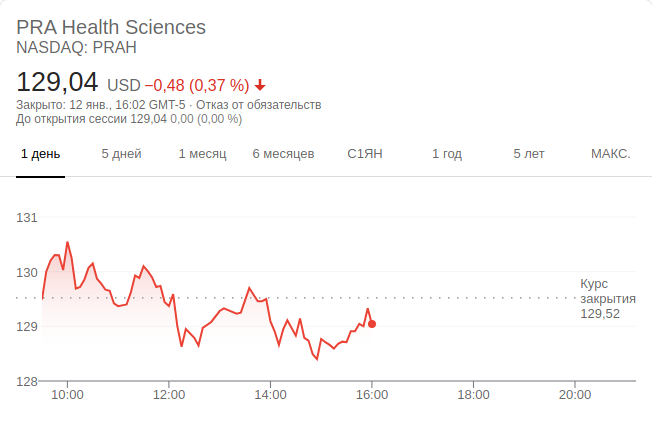 PRA Health Sciences
NASDAQ: PRAH
129,04 USD −0,48 (0,37 %)
Закрыто: 12 янв., 16:02 GMT-5 · Отказ от обязательств
До открытия сессии 129,04 0,00 (0,00 %)
1 день 5 дней 1 месяц 6 месяцев С1ЯН 1 год 5 лет МАКС.
131
130
Курс
закрытия
129,52
129
128
10:00 12:00 14:00 16:00 18:00 20:00